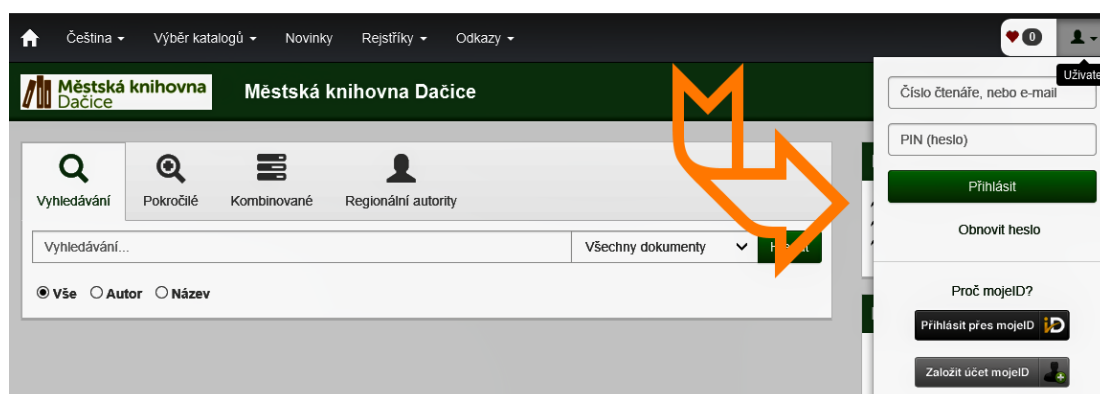 Čeština Výběr katalogů Novinky Rejstříky Odkazy 0
Městská knihovna
Dačice
Městská knihovna Dačice
Vyhledávání Pokročilé Kombinované Regionální autority
Vyhledávání...
Všechny dokumenty
Vše Autor Název
Číslo čtenáře, nebo e-mail
PIN (heslo)
Přihlásit
Obnovit heslo
Proč mojeID?
Přihlásit přes mojeID iD
Založit účet mojeID